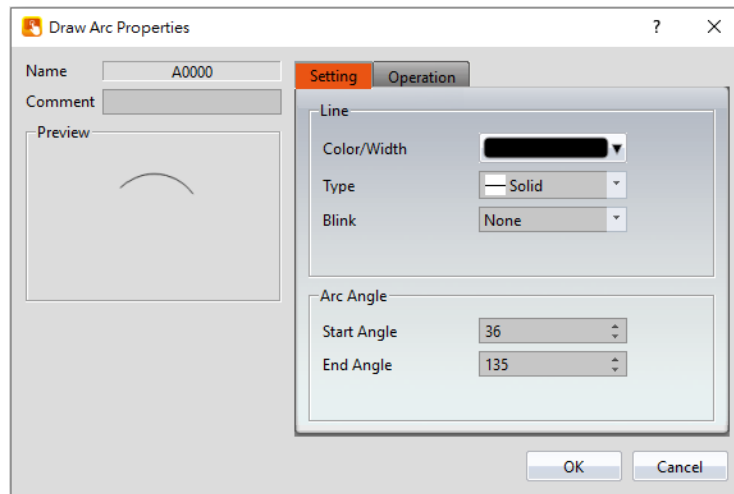 Draw Arc Properties ?
Name A0000
Comment
Preview
Setting Operation
Line
Color/Width
Type Solid
Blink None
Arc Angle
Start Angle 36
End Angle 135
OK Cancel